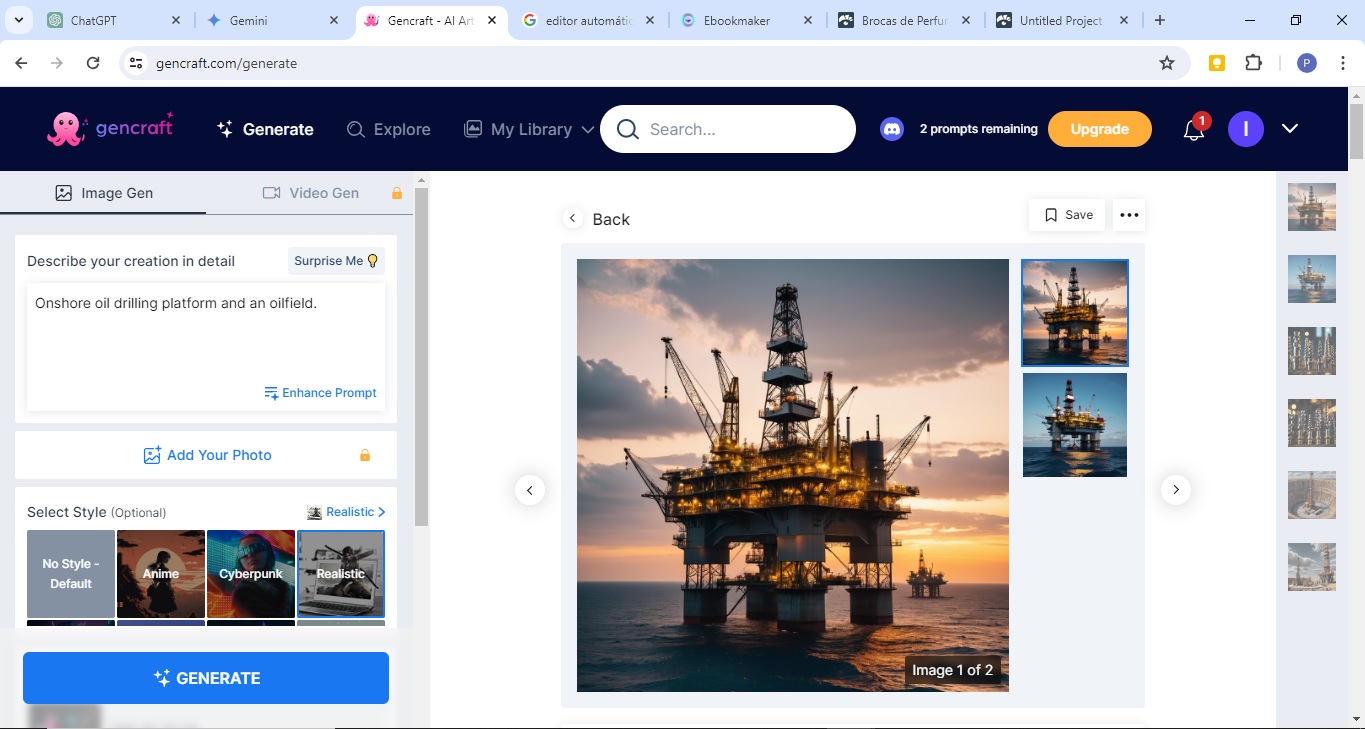 ChatGPT
Gemini
Gencraft - AI Art
editor automátic
Ebookmaker
Brocas de Perfur
Untitled Project
gencraft.com/generate
P
gencraft
Generate
Explore
My Library
Search...
2 prompts remaining
Upgrade
1
I
Image Gen
Video Gen
Back
Save
Describe your creation in detail
Surprise Me
Onshore oil drilling platform and an oilfield.
Enhance Prompt
Add Your Photo
Select Style (Optional)
Realistic
No Style -
Default
Anime
Cyberpunk
Realistic
GENERATE
Image 1 of 2